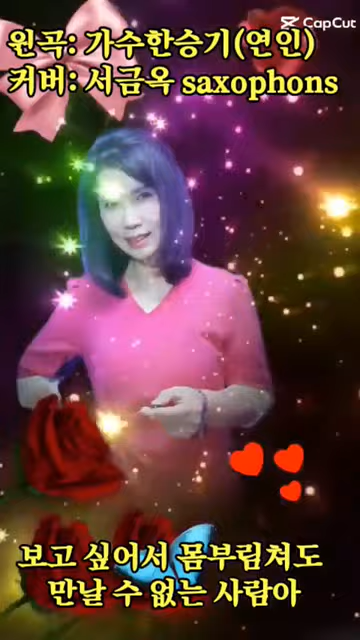 CapCut
원곡: 가수한승기(연인)
커버: 서금옥 saxophons
보고 싶어서 몸부림쳐도
만날 수 없는 사람아